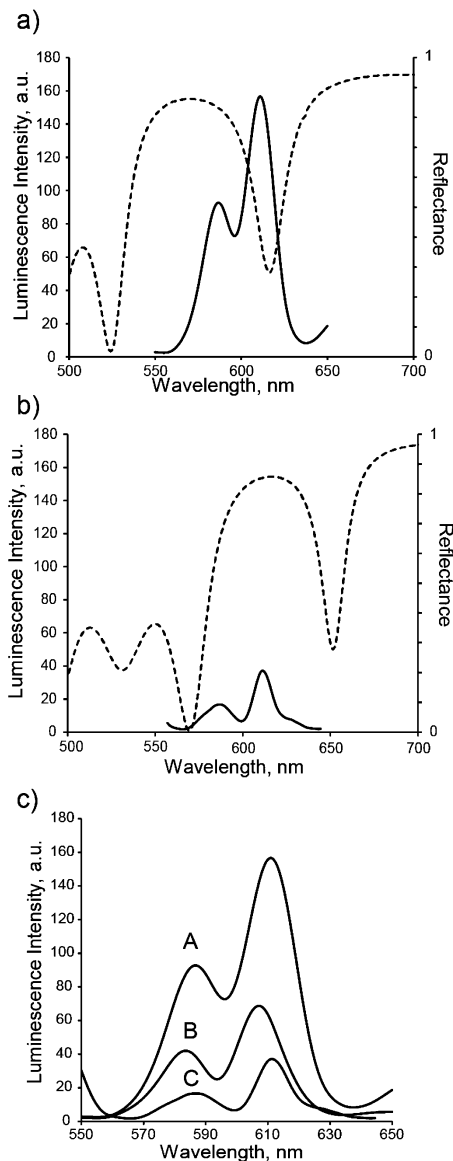 a)
180
160
140
120
100
80
60
40
20
0
Luminescence Intensity, a.u.
1
0
Reflectance
500 550 600 650 700
Wavelength, nm
b)
180
160
140
120
100
80
60
40
20
0
Luminescence Intensity, a.u.
1
0
Reflectance
500 550 600 650 700
Wavelength, nm
c)
180
160
140
120
100
80
60
40
20
0
Luminescence Intensity, a.u.
A
B
C
550 570 590 610 630 650
Wavelength, nm